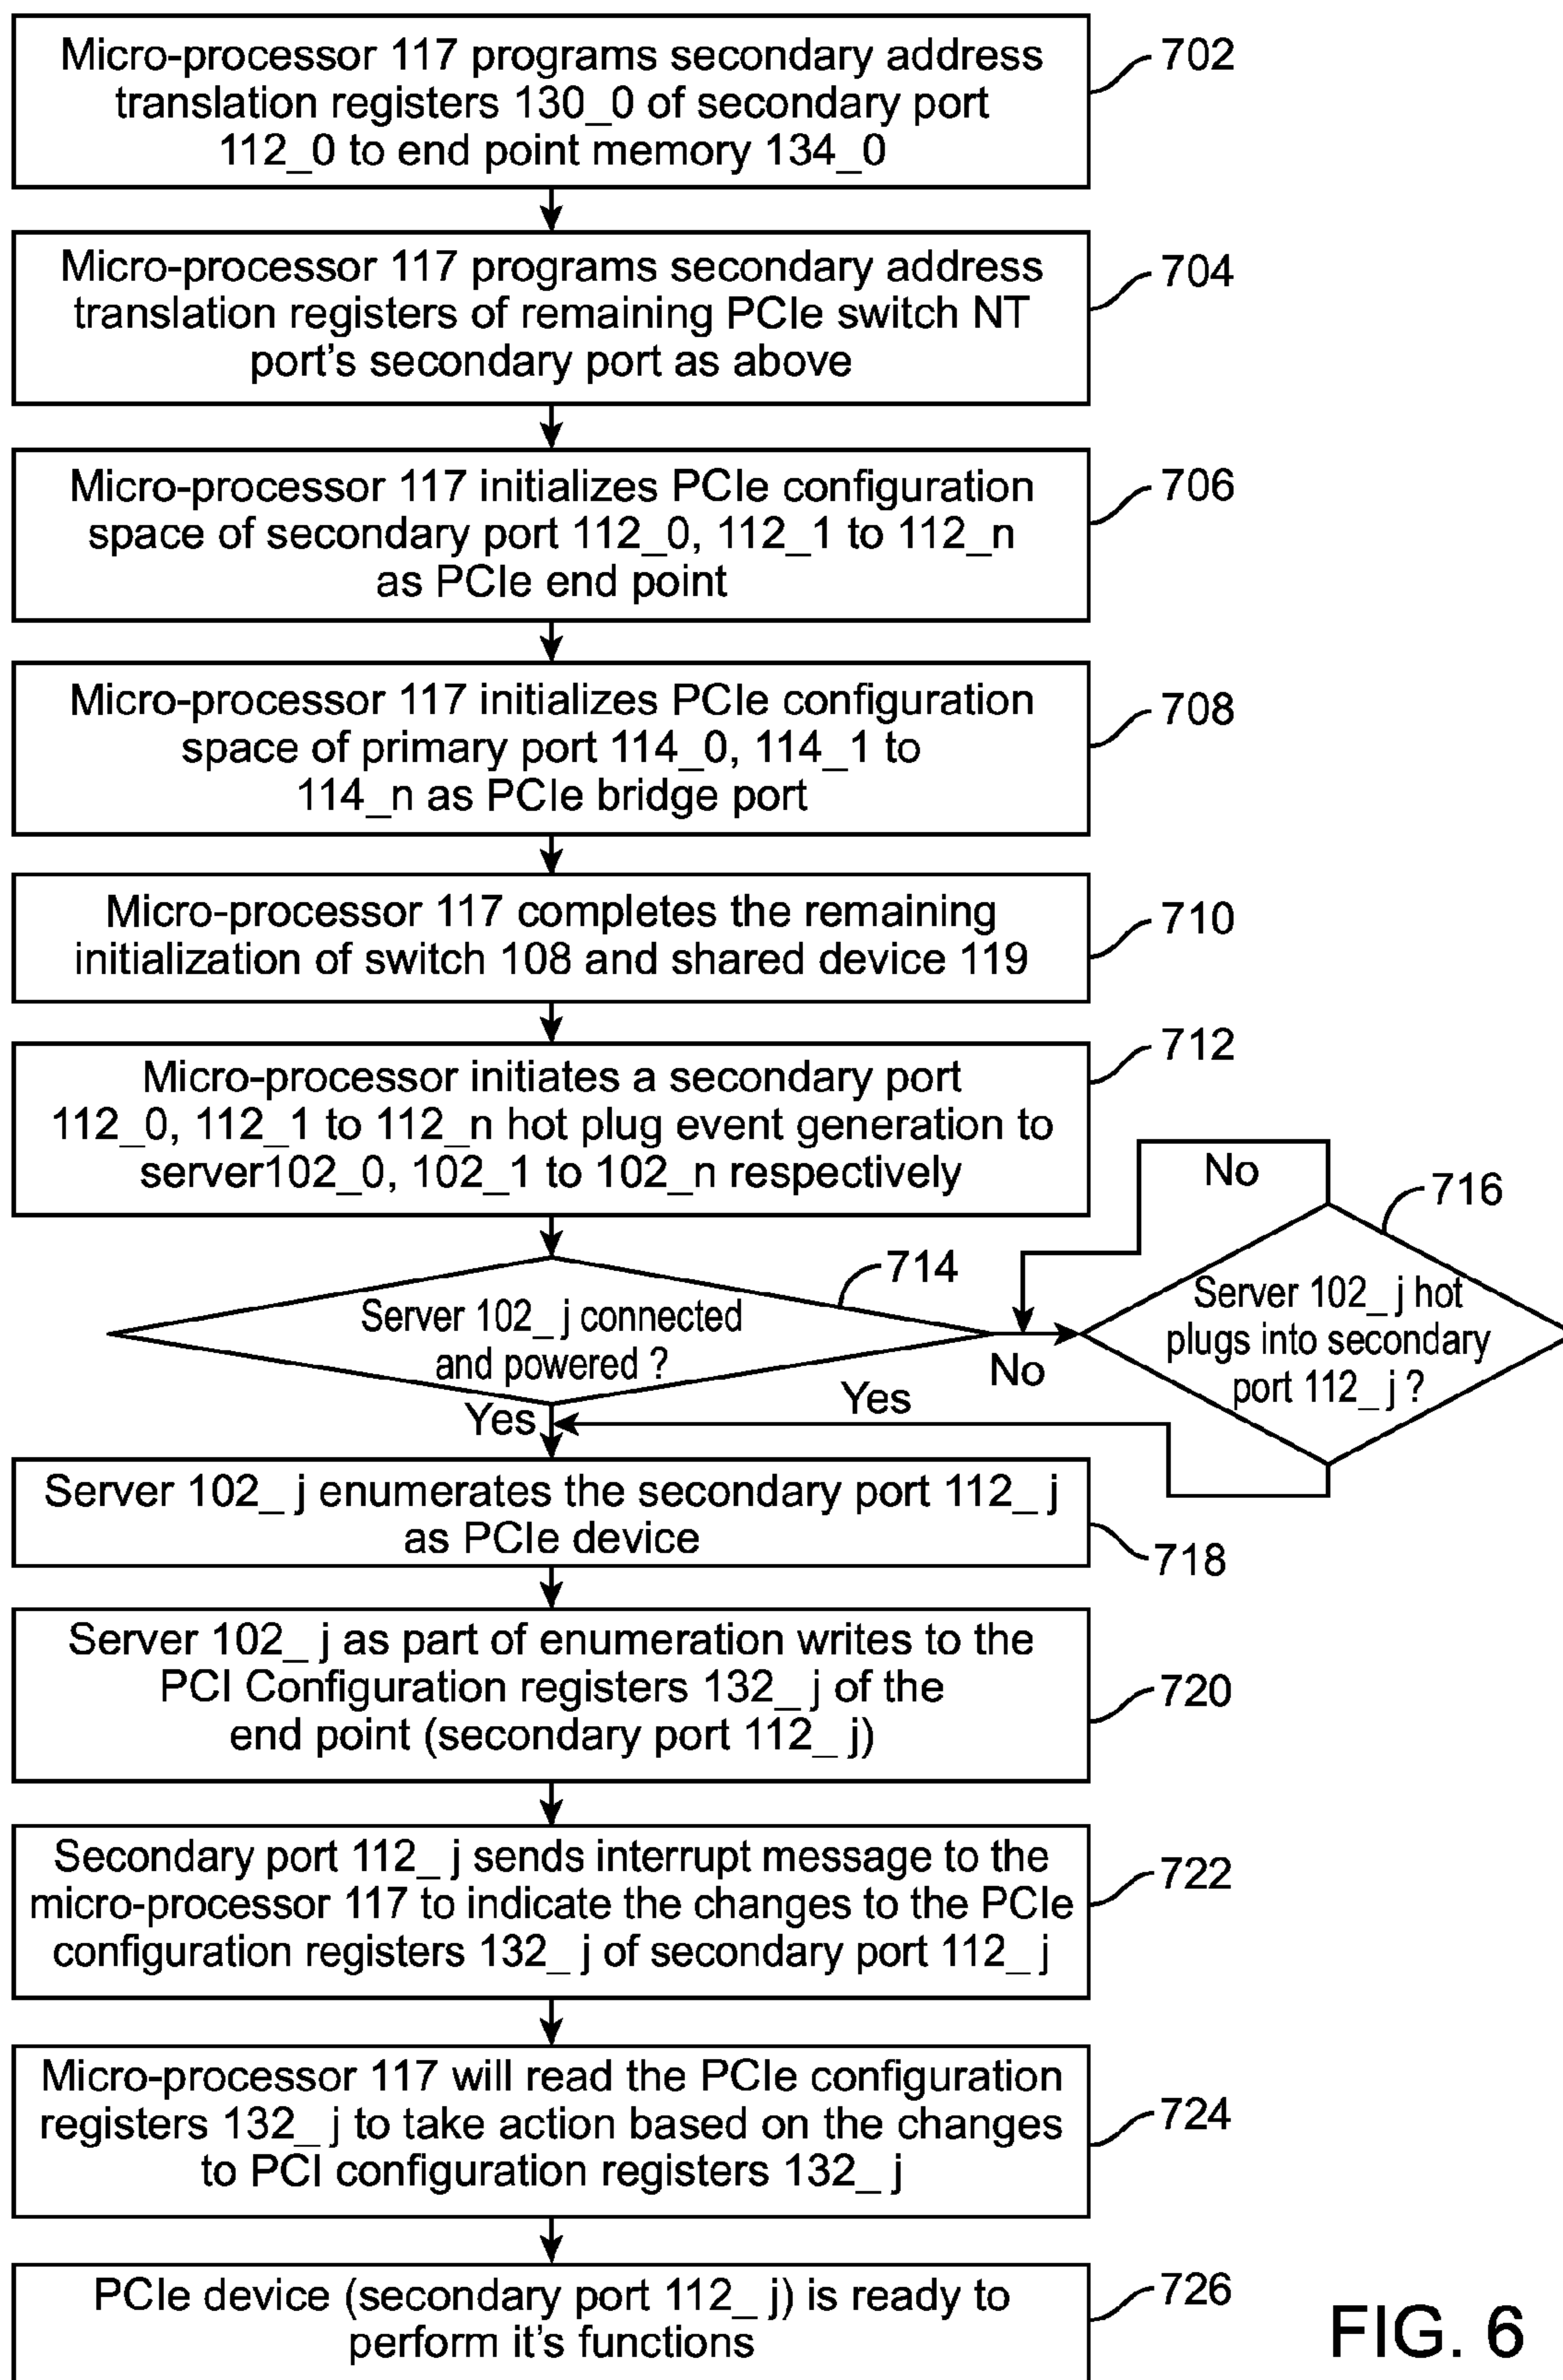 Micro-processor 117 programs secondary address
translation registers 130_0 of secondary port
112_0 to end point memory 134_0
702
Micro-processor 117 programs secondary address
translation registers of remaining PCIe switch NT
port's secondary port as above
704
Micro-processor 117 initializes PCIe configuration
space of secondary port 112_0, 112_1 to 112_n
as PCIe end point
706
Micro-processor 117 initializes PCIe configuration
space of primary port 114_0, 114_1 to
114_n as PCIe bridge port
708
Micro-processor 117 completes the remaining
initialization of switch 108 and shared device 119
710
Micro-processor initiates a secondary port
112_0, 112_1 to 112_n hot plug event generation to
server102_0, 102_1 to 102_n respectively
712
Server 102_ j connected
and powered ?
714
No
Yes
Server 102_ j hot
plugs into secondary
port 112_ j ?
716
No
Yes
Server 102_ j enumerates the secondary port 112_ j
as PCIe device
718
Server 102_ j as part of enumeration writes to the
PCI Configuration registers 132_ j of the
end point (secondary port 112_ j)
720
Secondary port 112_ j sends interrupt message to the
micro-processor 117 to indicate the changes to the PCIe
configuration registers 132_ j of secondary port 112_ j
722
Micro-processor 117 will read the PCIe configuration
registers 132_ j to take action based on the changes
to PCI configuration registers 132_ j
724
PCIe device (secondary port 112_ j) is ready to
perform it's functions
726
FIG. 6